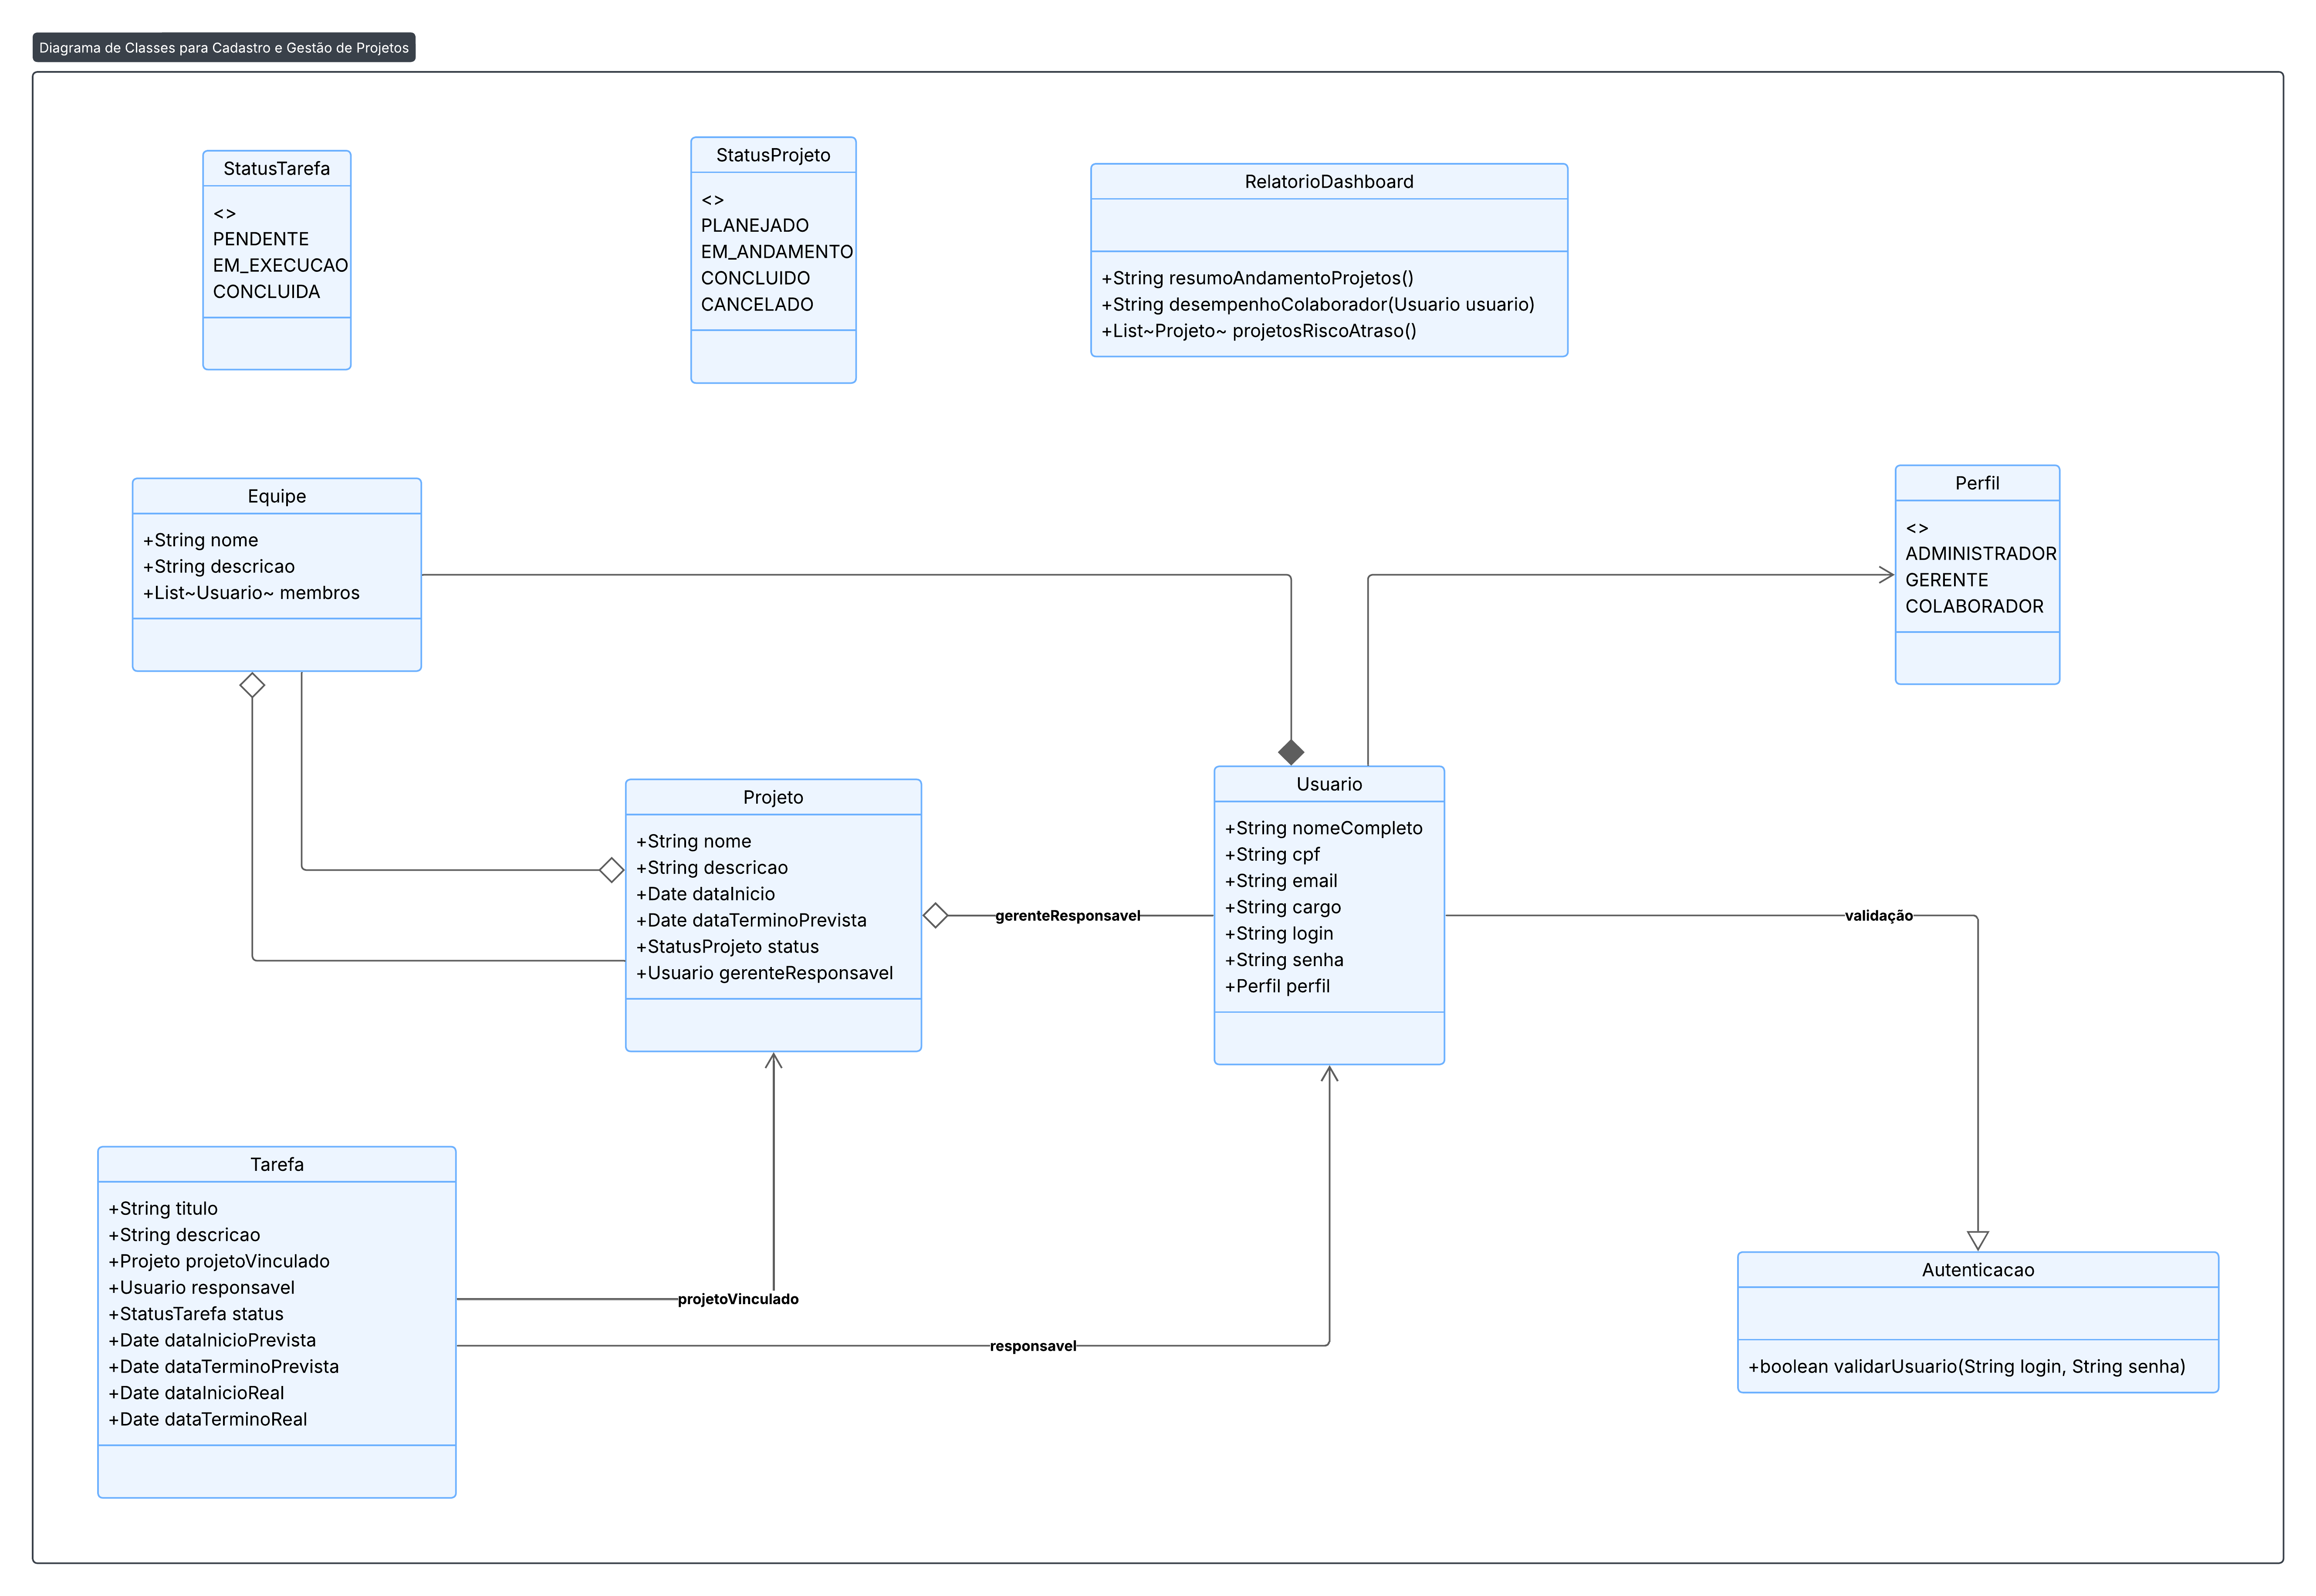 Diagrama de Classes para Cadastro e Gestão de Projetos
StatusTarefa
<>
PENDENTE
EM_EXECUCAO
CONCLUIDA
StatusProjeto
<>
PLANEJADO
EM_ANDAMENTO
CONCLUIDO
CANCELADO
RelatorioDashboard
+String resumoAndamentoProjetos()
+String desempenhoColaborador(Usuario usuario)
+List~Projeto~ projetosRiscoAtraso()
Equipe
+String nome
+String descricao
+List~Usuario~ membros
Perfil
<>
ADMINISTRADOR
GERENTE
COLABORADOR
Projeto
+String nome
+String descricao
+Date dataInicio
+Date dataTerminoPrevista
+StatusProjeto status
+Usuario gerenteResponsavel
gerenteResponsavel
Usuario
+String nomeCompleto
+String cpf
+String email
+String cargo
+String login
+String senha
+Perfil perfil
validação
Tarefa
+String titulo
+String descricao
+Projeto projetoVinculado
+Usuario responsavel
+StatusTarefa status
+Date dataInicioPrevista
+Date dataTerminoPrevista
+Date dataInicioReal
+Date dataTerminoReal
projetoVinculado
responsavel
Autenticacao
+boolean validarUsuario(String login, String senha)